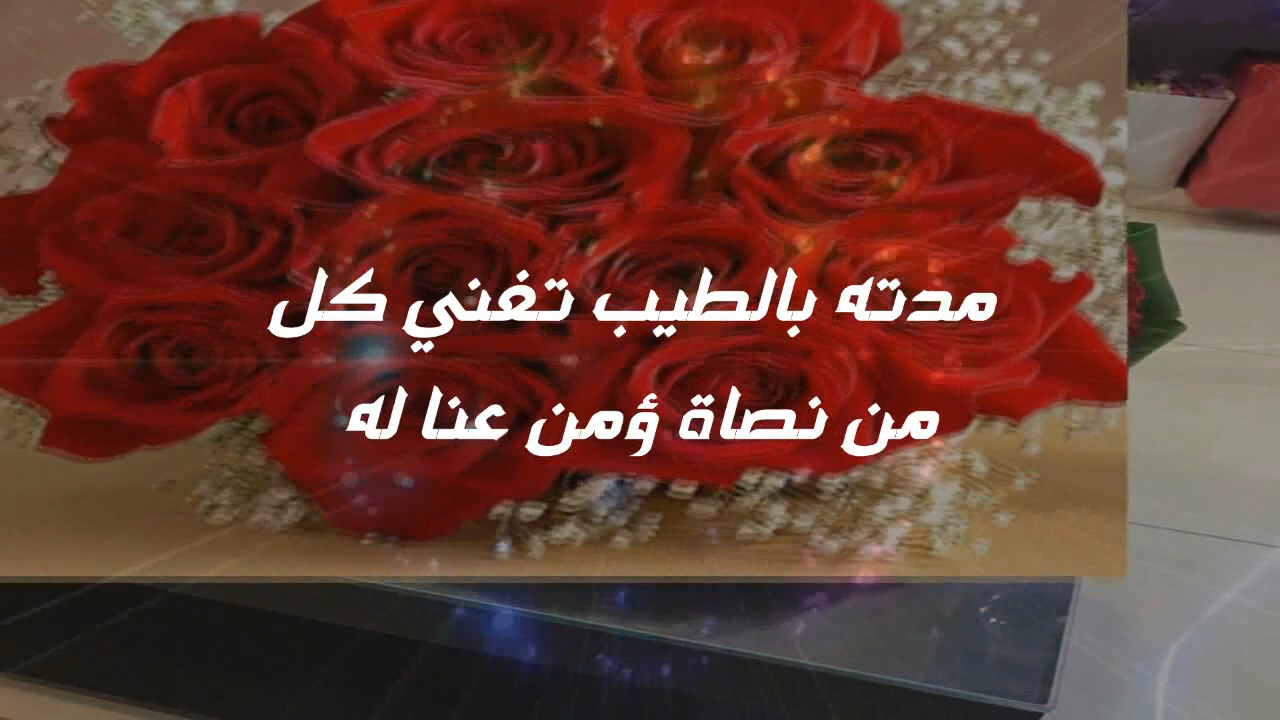 مدته بالطيب تغني كل
من نصاة ؤمن عنا له